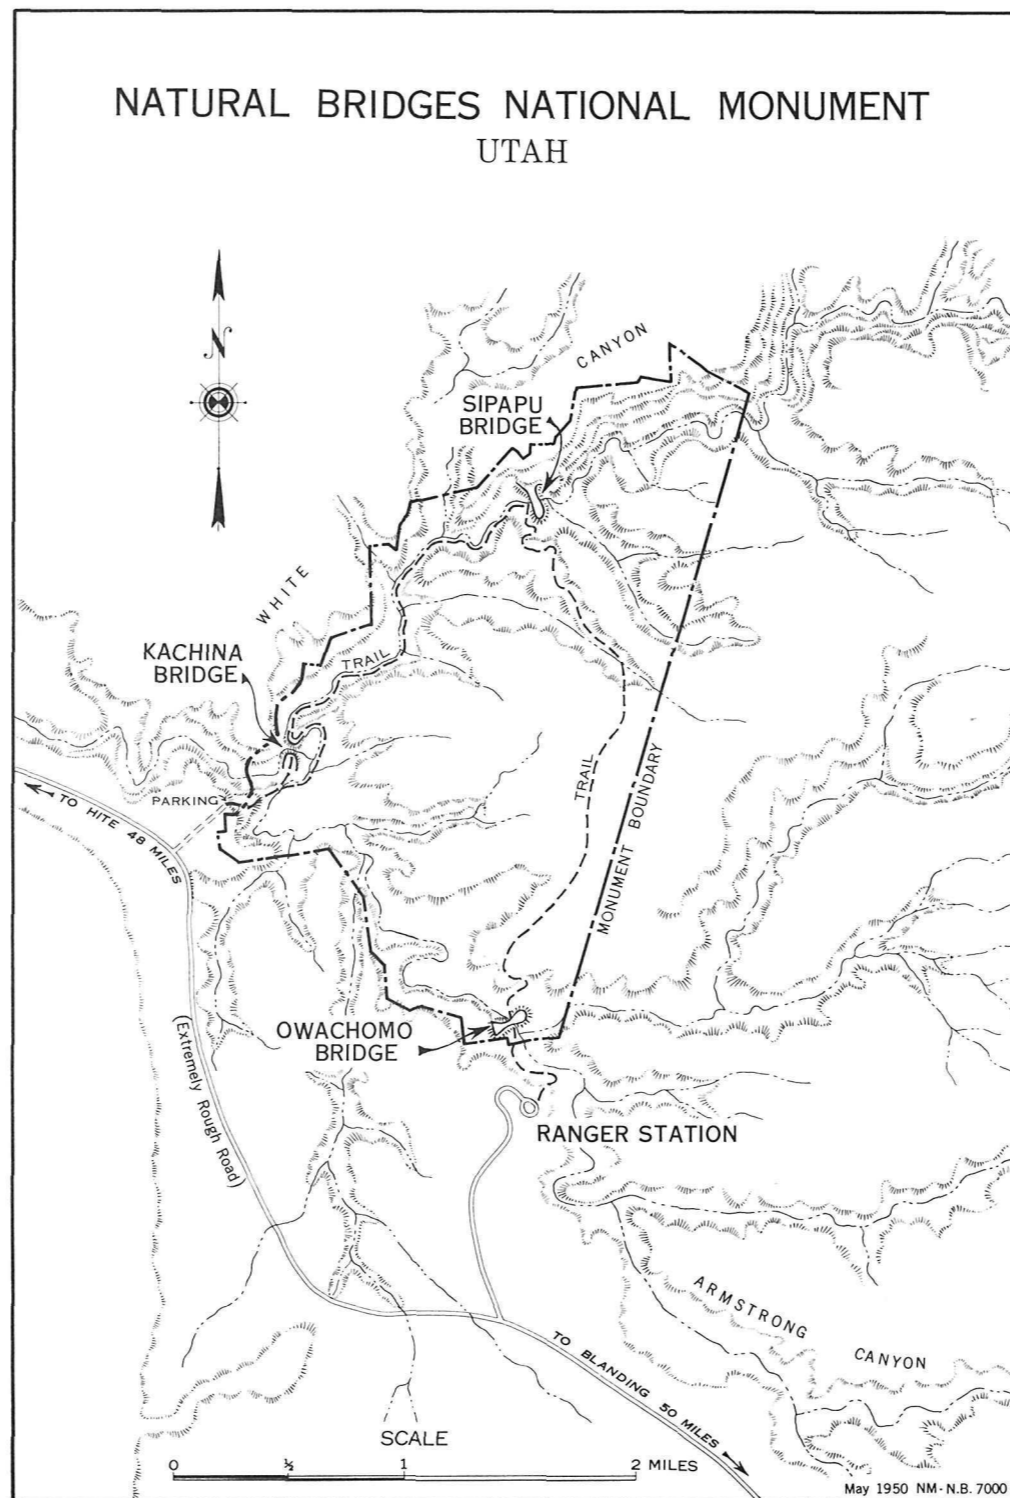 NATURAL BRIDGES NATIONAL MONUMENT
UTAH
N
CANYON
SIPAPU
BRIDGE
WHITE
KACHINA
BRIDGE
TRAIL
PARKING
TO HITE 48 MILES
TRAIL
MONUMENT BOUNDARY
(Extremely Rough Road)
OWACHOMO
BRIDGE
RANGER STATION
ARMSTRONG
CANYON
TO BLANDING 50 MILES
SCALE
0 ½ 1 2 MILES
May 1950 NM-N.B. 7000